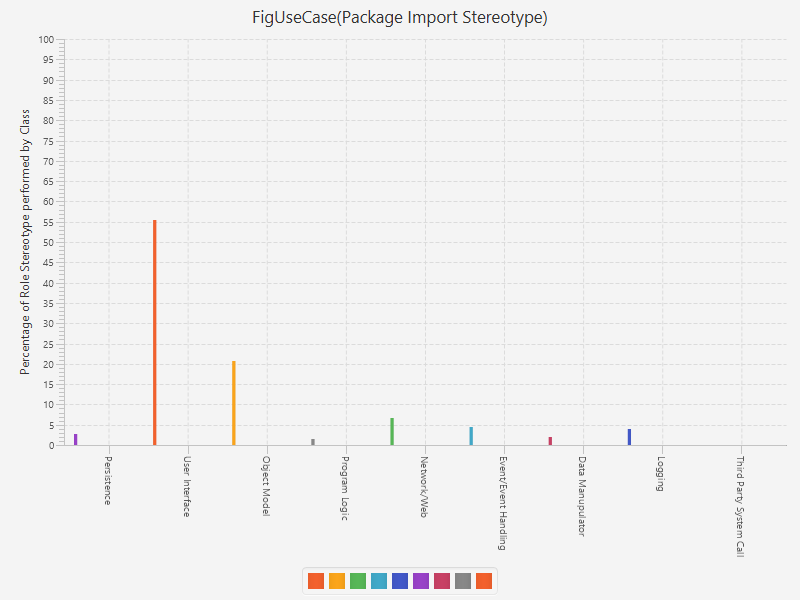 FigUseCase(Package Import Stereotype)
Percentage of Role Stereotype performed by Class
100
95
90
85
80
75
70
65
60
55
50
45
40
35
30
25
20
15
10
5
0
Persistence
User Interface
Object Model
Program Logic
Network/Web
Event/Event Handling
Data Manupulator
Logging
Third Party System Call